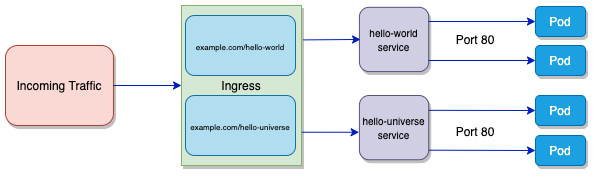 Incoming Traffic
example.com/hello-world
Ingress
example.com/hello-universe
hello-world
service
Port 80
Pod
Pod
hello-universe
service
Port 80
Pod
Pod